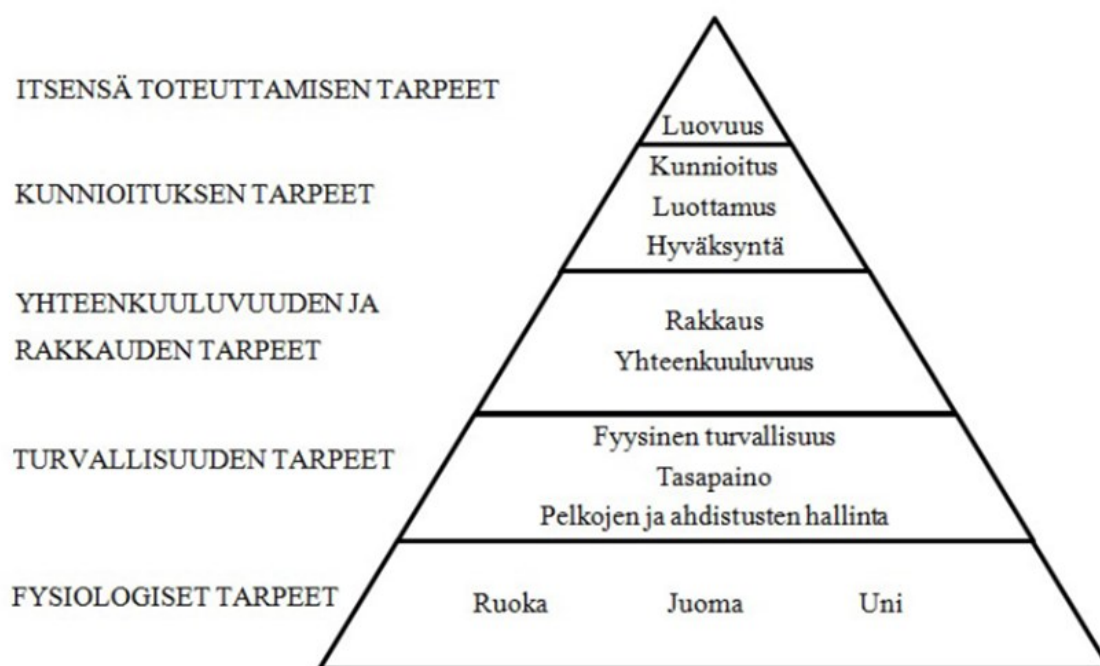 ITSENSÄ TOTEUTTAMISEN TARPEET
Luovuus
KUNNIOITUKSEN TARPEET
Kunnioitus
Luottamus
Hyväksyntä
YHTEENKUULUVUUDEN JA
RAKKAUDEN TARPEET
Rakkaus
Yhteenkuuluvuus
TURVALLISUUDEN TARPEET
Fyysinen turvallisuus
Tasapaino
Pelkojen ja ahdistusten hallinta
FYSIOLOGISET TARPEET
Ruoka Juoma Uni